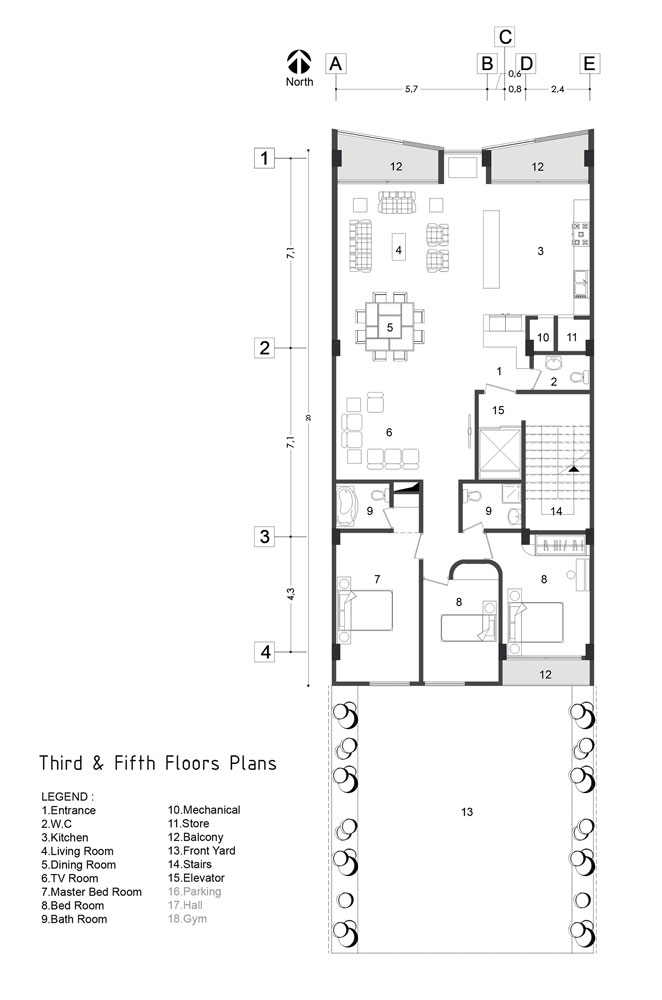 C
North
A
B
D
E
0,6
5,7
0,8
2,4
1
12
12
4
3
7,1
5
10
11
2
1
2
15
20
6
7,1
9
9
14
3
7
8
8
4,3
4
12
Third & Fifth Floors Plans
LEGEND :
1.Entrance
2.W.C
3.Kitchen
4.Living Room
5.Dining Room
6.TV Room
7.Master Bed Room
8.Bed Room
9.Bath Room
10.Mechanical
11.Store
12.Balcony
13.Front Yard
14.Stairs
15.Elevator
16.Parking
17.Hall
18.Gym
13